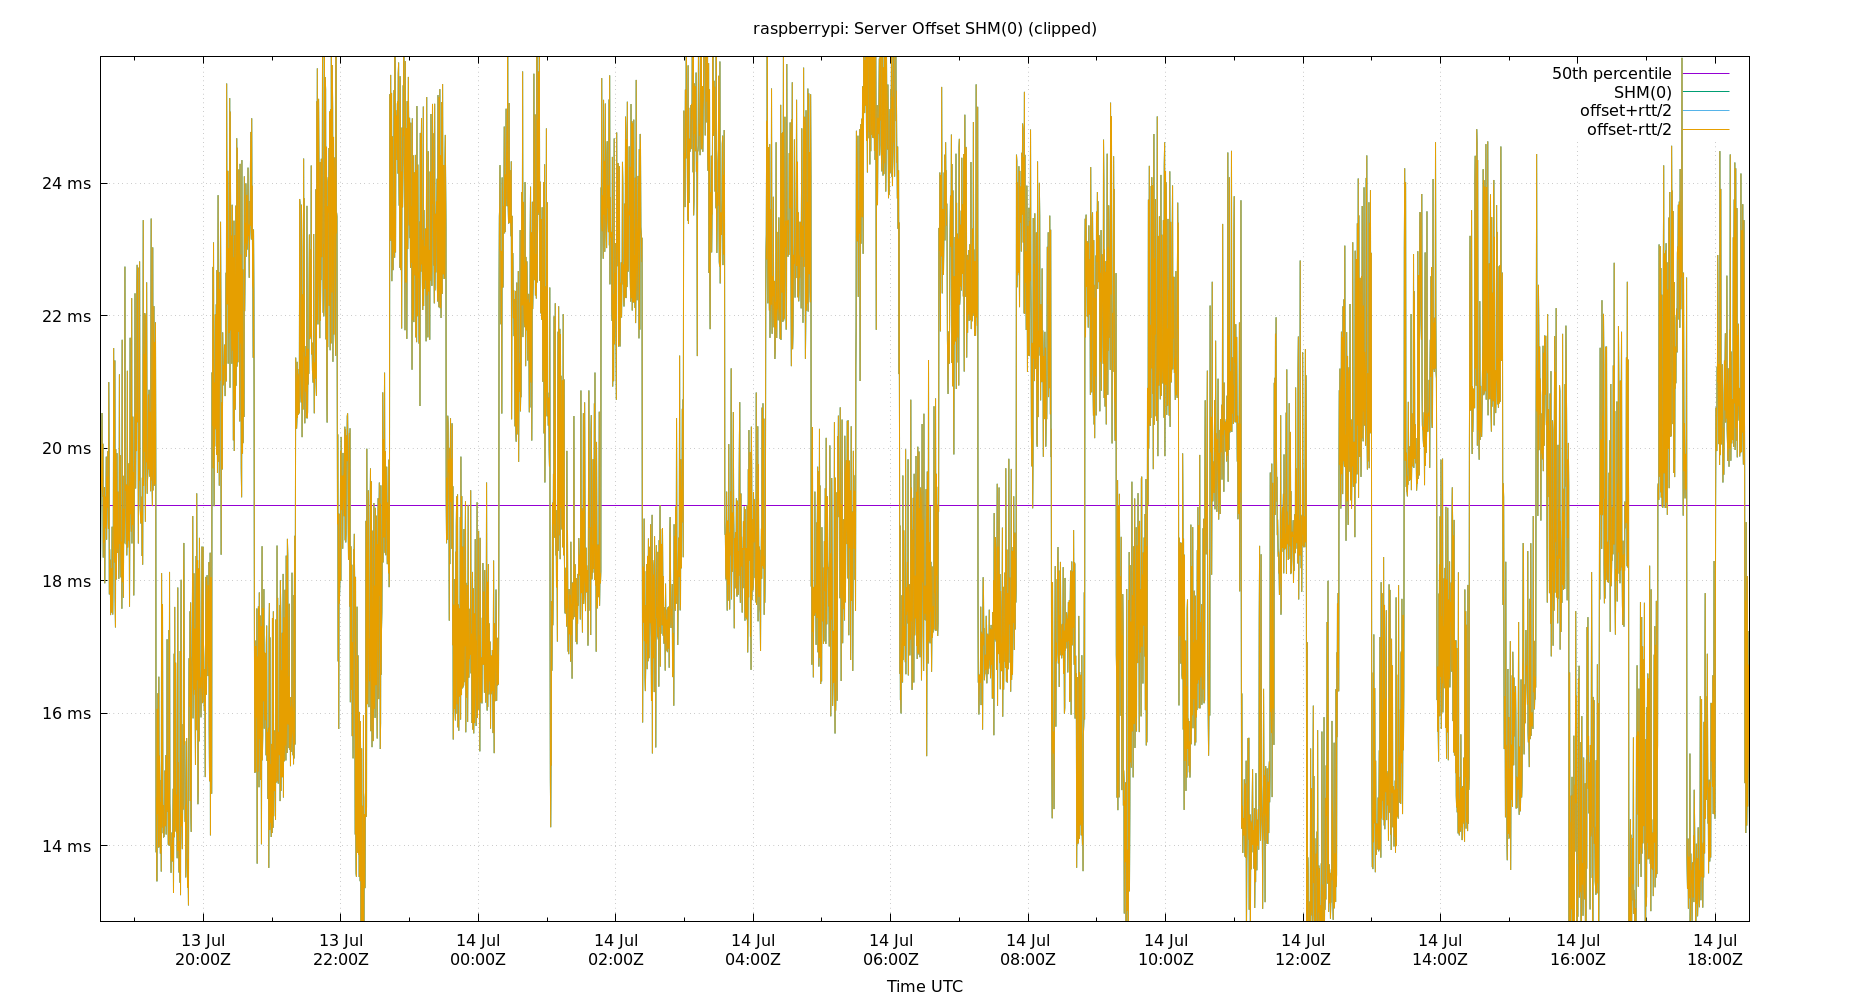 raspberrypi: Server Offset SHM(0) (clipped)
50th percentile
SHM(0)
offset+rtt/2
offset-rtt/2
24 ms
22 ms
20 ms
18 ms
16 ms
14 ms
13 Jul 13 Jul 14 Jul 14 Jul 14 Jul 14 Jul 14 Jul 14 Jul 14 Jul 14 Jul 14 Jul 14 Jul
20:00Z 22:00Z 00:00Z 02:00Z 04:00Z 06:00Z 08:00Z 10:00Z 12:00Z 14:00Z 16:00Z 18:00Z
Time UTC